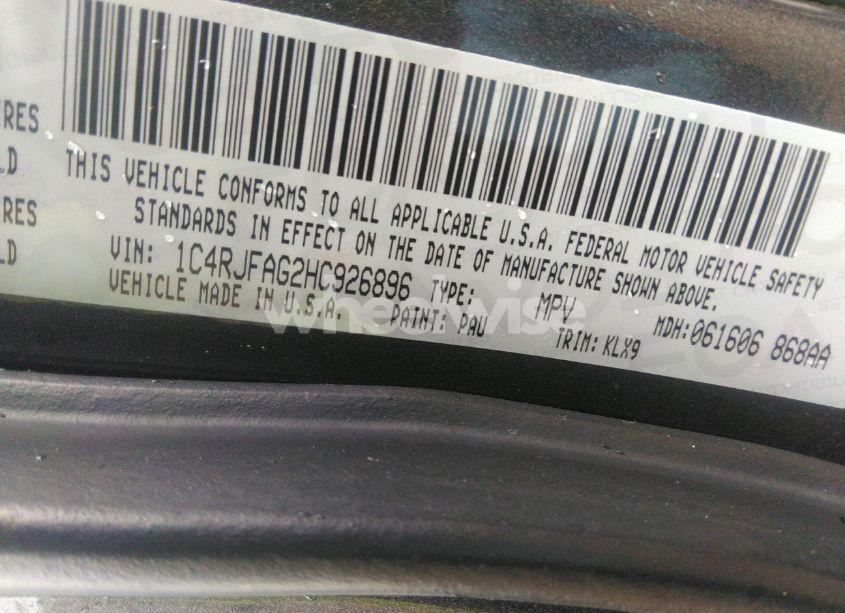 RES
LD
RES
LD
THIS VEHICLE CONFORMS TO ALL APPLICABLE U.S.A. FEDERAL MOTOR VEHICLE SAFETY
STANDARDS IN EFFECT ON THE DATE OF MANUFACTURE SHOWN ABOVE.
VIN: 1C4RJFAG2HC926896 TYPE: MPV MDH:061606 868AA
VEHICLE MADE IN U.S.A. PAINT: PAU TRIM: KLX9
wheelwise